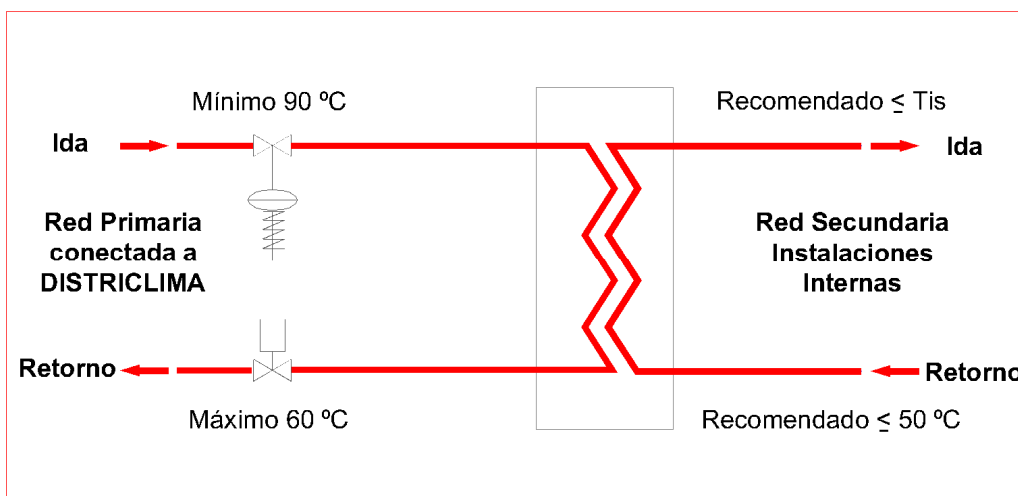 Mínimo 90 ºC
Recomendado ≤ Tis
Ida
Ida
Red Primaria
conectada a
DISTRICLIMA
Red Secundaria
Instalaciones
Internas
Retorno
Retorno
Máximo 60 ºC
Recomendado ≤ 50 ºC